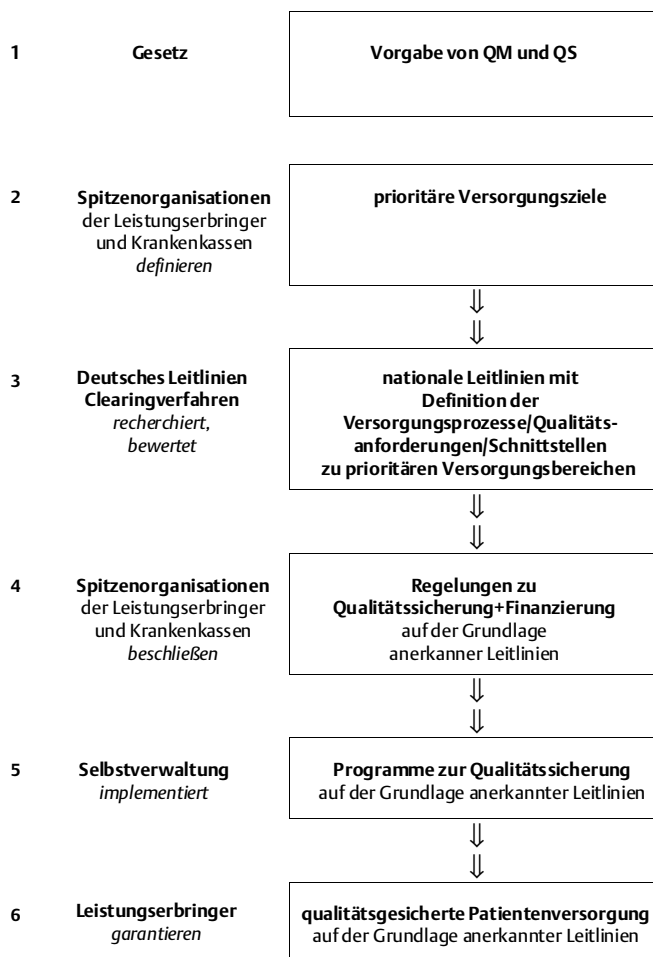 1 Gesetz Vorgabe von QM und QS
2 Spitzenorganisationen prioritäre Versorgungsziele
der Leistungserbringer
und Krankenkassen
definieren
⇓
⇓
3 Deutsches Leitlinien nationale Leitlinien mit
Clearingverfahren Definition der
recherchiert, Versorgungsprozesse/Qualitäts-
bewertet anforderungen/Schnittstellen
zu prioritären Versorgungsbereichen
⇓
⇓
4 Spitzenorganisationen Regelungen zu
der Leistungserbringer Qualitätssicherung+Finanzierung
und Krankenkassen auf der Grundlage
beschließen anerkanner Leitlinien
⇓
⇓
5 Selbstverwaltung Programme zur Qualitätssicherung
implementiert auf der Grundlage anerkannter Leitlinien
⇓
⇓
6 Leistungserbringer qualitätsgesicherte Patientenversorgung
garantieren auf der Grundlage anerkannter Leitlinien